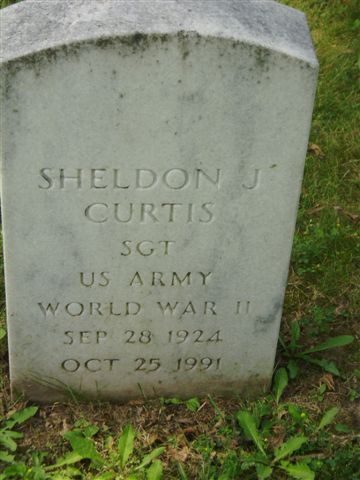 SHELDON J
CURTIS
SGT
US ARMY
WORLD WAR II
SEP 28 1924
OCT 25 1991